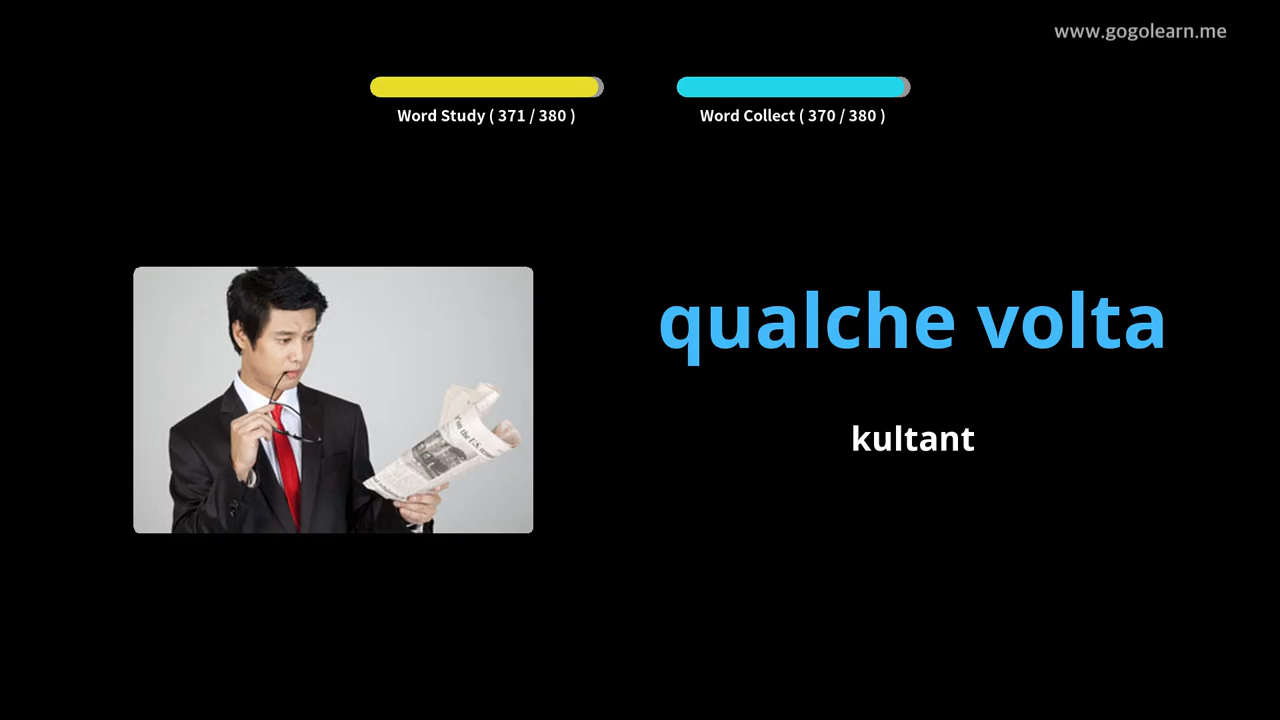 www.gogolearn.me
Word Study ( 371 / 380 )
Word Collect ( 370 / 380 )
qualche volta
kultant